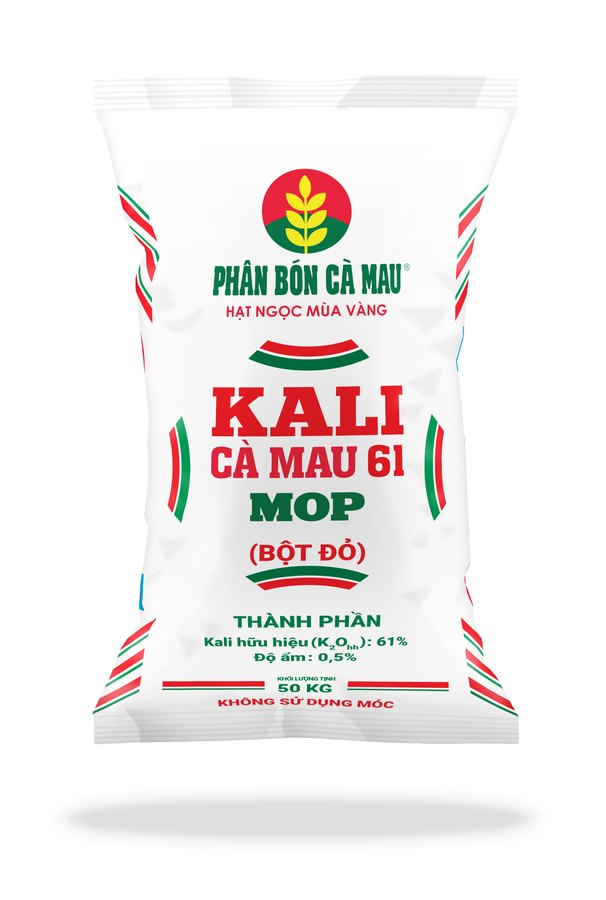 PHÂN BÓN CÀ MAU®
HẠT NGỌC MÙA VÀNG
KALI
CÀ MAU 61
MOP
(BỘT ĐỎ)
THÀNH PHẦN
Kali hữu hiệu (K₂Ohh): 61%
Độ ẩm: 0,5%
KHỐI LƯỢNG TỊNH
50 KG
KHÔNG SỬ DỤNG MÓC